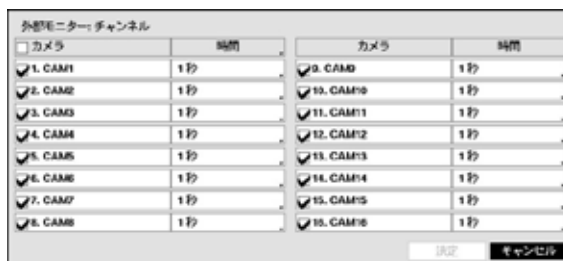 外部モニター: チャンネル
カメラ 時間 カメラ 時間
1. CAM1 1秒 9. CAM9 1秒
2. CAM2 1秒 10. CAM10 1秒
3. CAM3 1秒 11. CAM11 1秒
4. CAM4 1秒 12. CAM12 1秒
5. CAM5 1秒 13. CAM13 1秒
6. CAM6 1秒 14. CAM14 1秒
7. CAM7 1秒 15. CAM15 1秒
8. CAM8 1秒 16. CAM16 1秒
決定 キャンセル